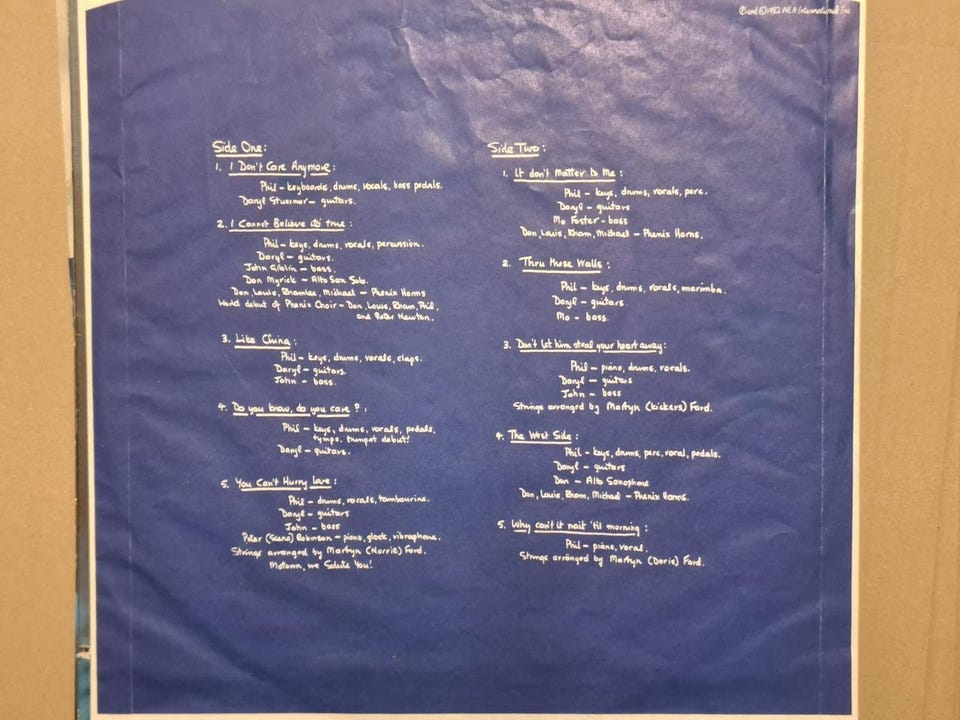 ℗ and © 1982 WEA International Inc.
Side One:
1. I Don't Care Anymore:
Phil - keyboards, drums, vocals, bass pedals.
Daryl Stuermer - guitars.
2. I Cannot Believe its true:
Phil - keys, drums, vocals, percussion.
Daryl - guitars.
John Giblin - bass.
Don Myrick - Alto Sax Solo.
Don, Louis, Rhamlee, Michael - Phenix Horns
World debut of Phenix Choir - Don, Louis, Rham, Phil,
and Peter Newton.
3. Like China:
Phil - keys, drums, vocals, claps.
Daryl - guitars.
John - bass.
4. Do you know, do you care?:
Phil - keys, drums, vocals, pedals,
tymps, trumpet debut!
Daryl - guitars.
5. You Can't Hurry Love:
Phil - drums, vocals, tambourine.
Daryl - guitars
John - bass
Peter Robinson - piano, glock, vibraphone.
Strings arranged by Martyn (Norrie) Ford.
Motown, we Salute You!
Side Two:
1. It don't Matter to Me:
Phil - keys, drums, vocals, perc.
Daryl - guitars
Mo Foster - bass
Don, Louis, Rham, Michael - Phenix Horns.
2. Thru these Walls:
Phil - keys, drums, vocals, marimba.
Daryl - guitars.
Mo - bass.
3. Don't let him steal your heart away:
Phil - piano, drums, vocals.
Daryl - guitars
John - bass
Strings arranged by Martyn (kickers) Ford.
4. The West Side:
Phil - keys, drums, perc, vocal, pedals.
Daryl - guitars
Don - Alto Saxophone
Don, Louis, Rham, Michael - Phenix Horns.
5. Why can't it wait 'til morning:
Phil - piano, vocal.
Strings arranged by Martyn (Doris) Ford.